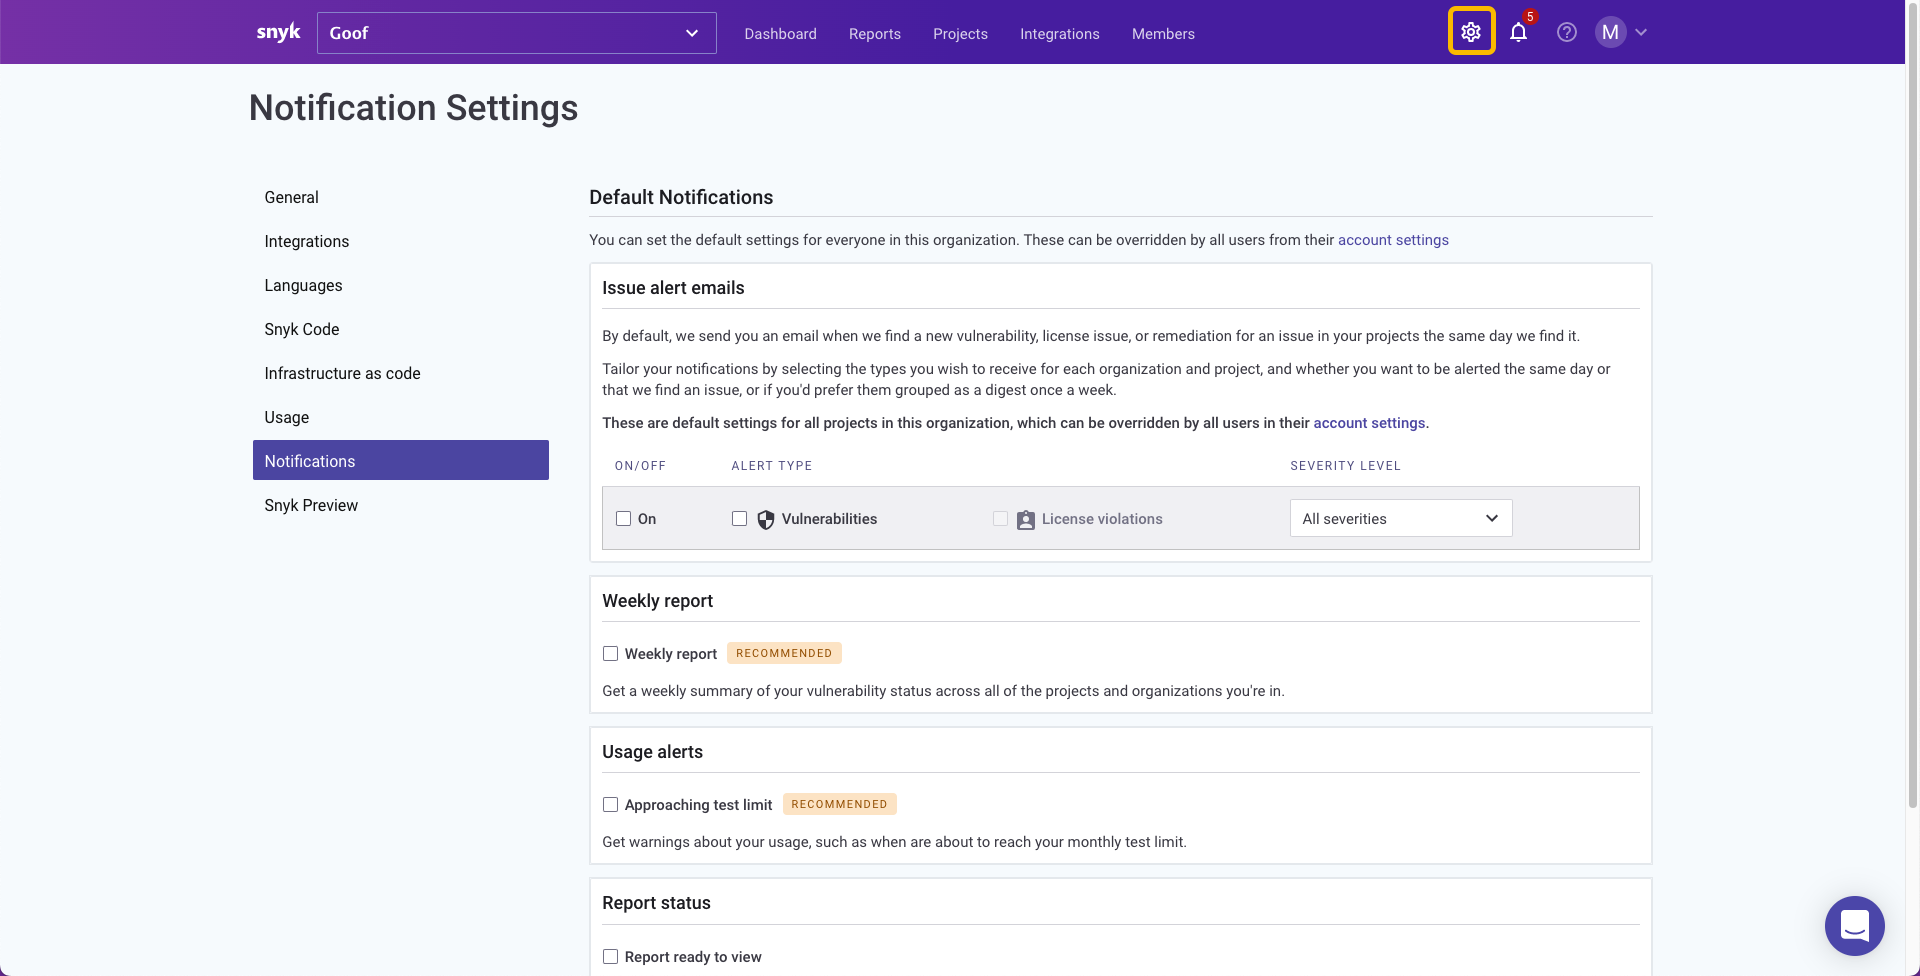 snyk
Goof
Dashboard
Reports
Projects
Integrations
Members
5
?
M
Notification Settings
General
Integrations
Languages
Snyk Code
Infrastructure as code
Usage
Notifications
Snyk Preview
Default Notifications
You can set the default settings for everyone in this organization. These can be overridden by all users from their account settings
Issue alert emails
By default, we send you an email when we find a new vulnerability, license issue, or remediation for an issue in your projects the same day we find it.
Tailor your notifications by selecting the types you wish to receive for each organization and project, and whether you want to be alerted the same day or
that we find an issue, or if you'd prefer them grouped as a digest once a week.
These are default settings for all projects in this organization, which can be overridden by all users in their account settings.
ON/OFF
ALERT TYPE
SEVERITY LEVEL
On
Vulnerabilities
License violations
All severities
Weekly report
Weekly report
RECOMMENDED
Get a weekly summary of your vulnerability status across all of the projects and organizations you're in.
Usage alerts
Approaching test limit
RECOMMENDED
Get warnings about your usage, such as when are about to reach your monthly test limit.
Report status
Report ready to view